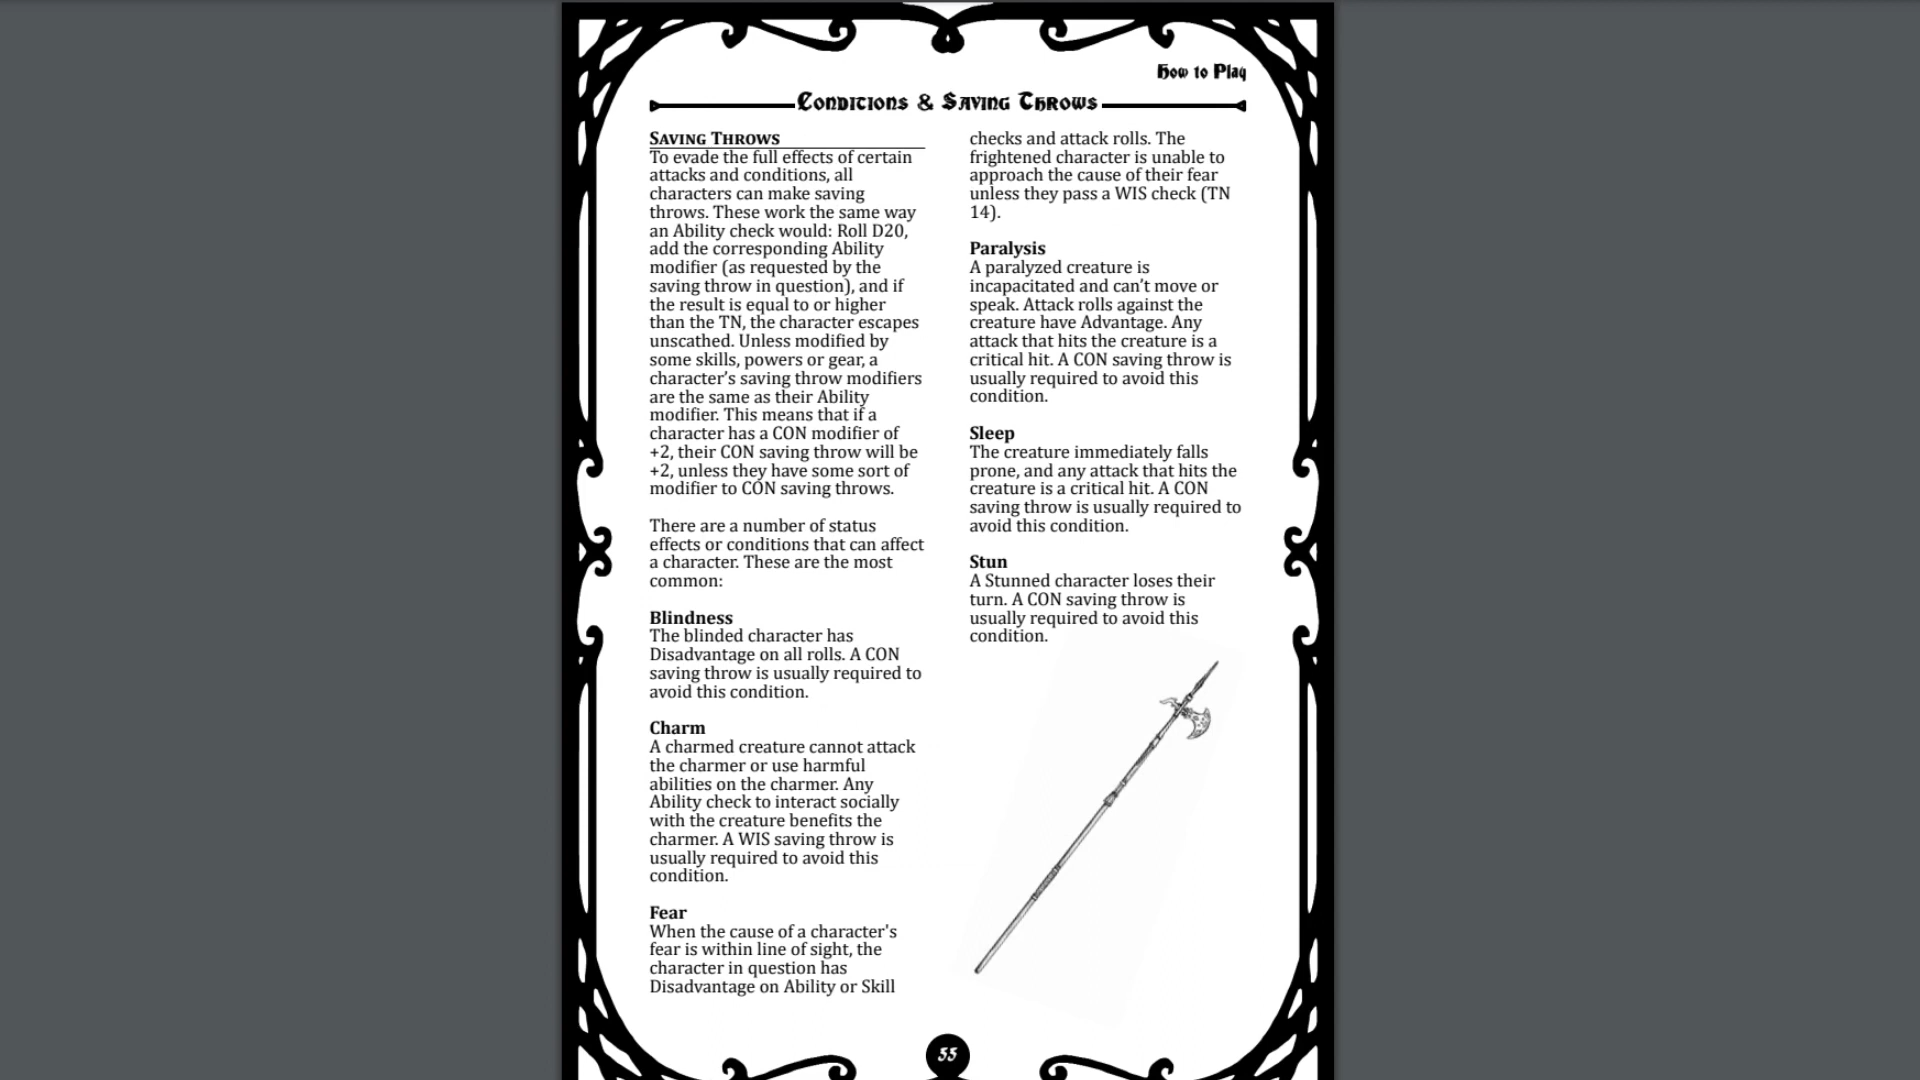 How to Play
Conditions & Saving Throws
Saving Throws
To evade the full effects of certain
attacks and conditions, all
characters can make saving
throws. These work the same way
an Ability check would: Roll D20,
add the corresponding Ability
modifier (as requested by the
saving throw in question), and if
the result is equal to or higher
than the TN, the character escapes
unscathed. Unless modified by
some skills, powers or gear, a
character's saving throw modifiers
are the same as their Ability
modifier. This means that if a
character has a CON modifier of
+2, their CON saving throw will be
+2, unless they have some sort of
modifier to CON saving throws.
There are a number of status
effects or conditions that can affect
a character. These are the most
common:
Blindness
The blinded character has
Disadvantage on all rolls. A CON
saving throw is usually required to
avoid this condition.
Charm
A charmed creature cannot attack
the charmer or use harmful
abilities on the charmer. Any
Ability check to interact socially
with the creature benefits the
charmer. A WIS saving throw is
usually required to avoid this
condition.
Fear
When the cause of a character's
fear is within line of sight, the
character in question has
Disadvantage on Ability or Skill
checks and attack rolls. The
frightened character is unable to
approach the cause of their fear
unless they pass a WIS check (TN
14).
Paralysis
A paralyzed creature is
incapacitated and can't move or
speak. Attack rolls against the
creature have Advantage. Any
attack that hits the creature is a
critical hit. A CON saving throw is
usually required to avoid this
condition.
Sleep
The creature immediately falls
prone, and any attack that hits the
creature is a critical hit. A CON
saving throw is usually required to
avoid this condition.
Stun
A Stunned character loses their
turn. A CON saving throw is
usually required to avoid this
condition.
55